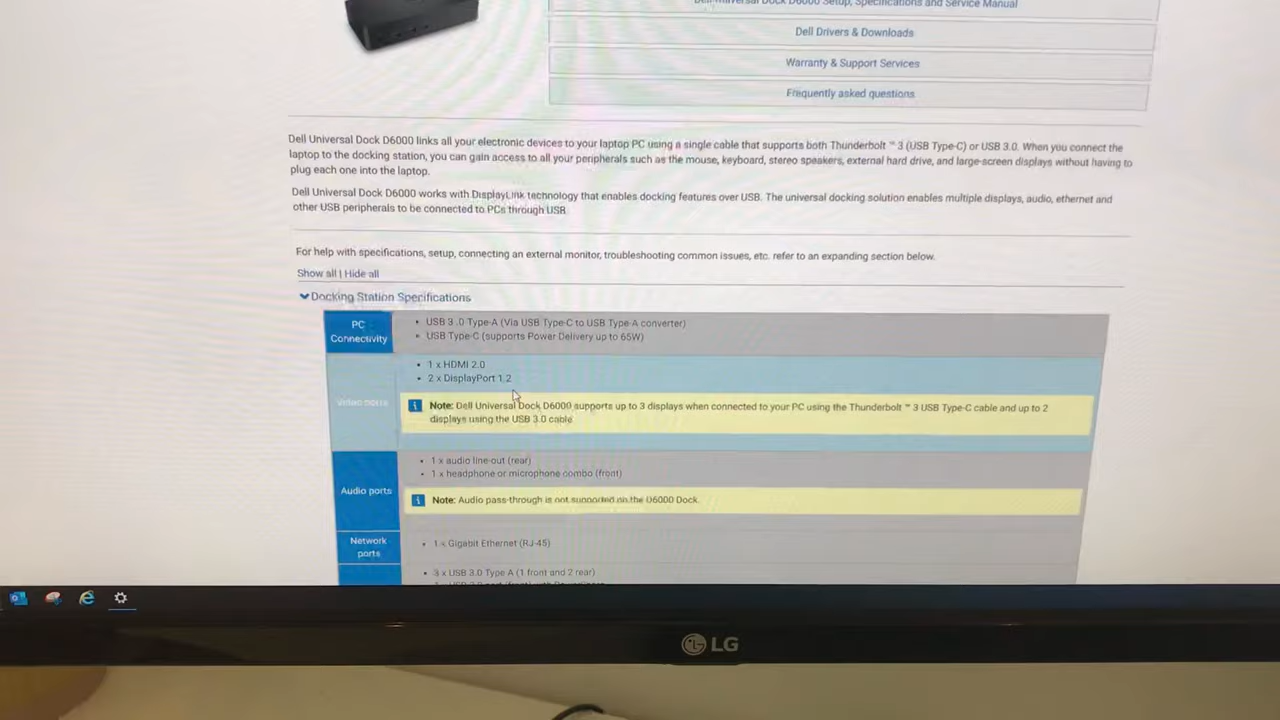 Dell Universal Dock D6000 Setup, Specifications and Service Manual
Dell Drivers & Downloads
Warranty & Support Services
Frequently asked questions
Dell Universal Dock D6000 links all your electronic devices to your laptop PC using a single cable that supports both Thunderbolt ™ 3 (USB Type-C) or USB 3.0. When you connect the
laptop to the docking station, you can gain access to all your peripherals such as the mouse, keyboard, stereo speakers, external hard drive, and large-screen displays without having to
plug each one into the laptop.
Dell Universal Dock D6000 works with DisplayLink technology that enables docking features over USB. The universal docking solution enables multiple displays, audio, ethernet and
other USB peripherals to be connected to PCs through USB
For help with specifications, setup, connecting an external monitor, troubleshooting common issues, etc. refer to an expanding section below.
Show all | Hide all
Docking Station Specifications
PC
Connectivity
• USB 3.0 Type-A (Via USB Type-C to USB Type-A converter)
• USB Type-C (supports Power Delivery up to 65W)
Video ports
• 1 x HDMI 2.0
• 2 x DisplayPort 1.2
Note: Dell Universal Dock D6000 supports up to 3 displays when connected to your PC using the Thunderbolt ™ 3 USB Type-C cable and up to 2
displays using the USB 3.0 cable
Audio ports
• 1 x audio line-out (rear)
• 1 x headphone or microphone combo (front)
Note: Audio pass-through is not supported on the D6000 Dock.
Network
ports
• 1 x Gigabit Ethernet (RJ-45)
• 3 x USB 3.0 Type A (1 front and 2 rear)
LG